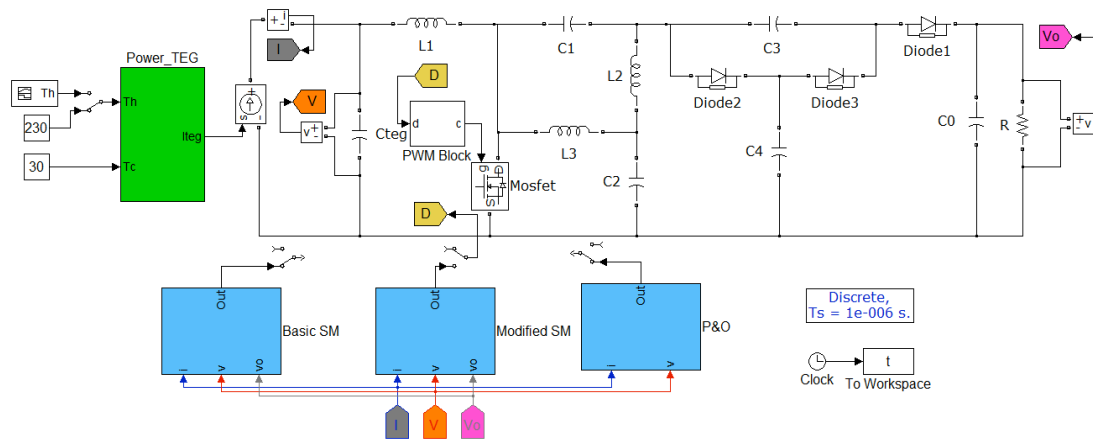 i
+
-
I
L1
C1
C3
Diode1
Vo
Power_TEG
Th
Th
230
Iteg
30
Tc
s
+
-
V
v
+
-
Cteg
D
d
c
PWM Block
g
D
S
Mosfet
L2
L3
C2
Diode2
Diode3
C4
C0
R
+
-
v
D
Out
Basic SM
i
v
vo
Out
Modified SM
i
v
vo
Out
P&O
i
v
I
V
Vo
Discrete,
Ts = 1e-006 s.
Clock
t
To Workspace